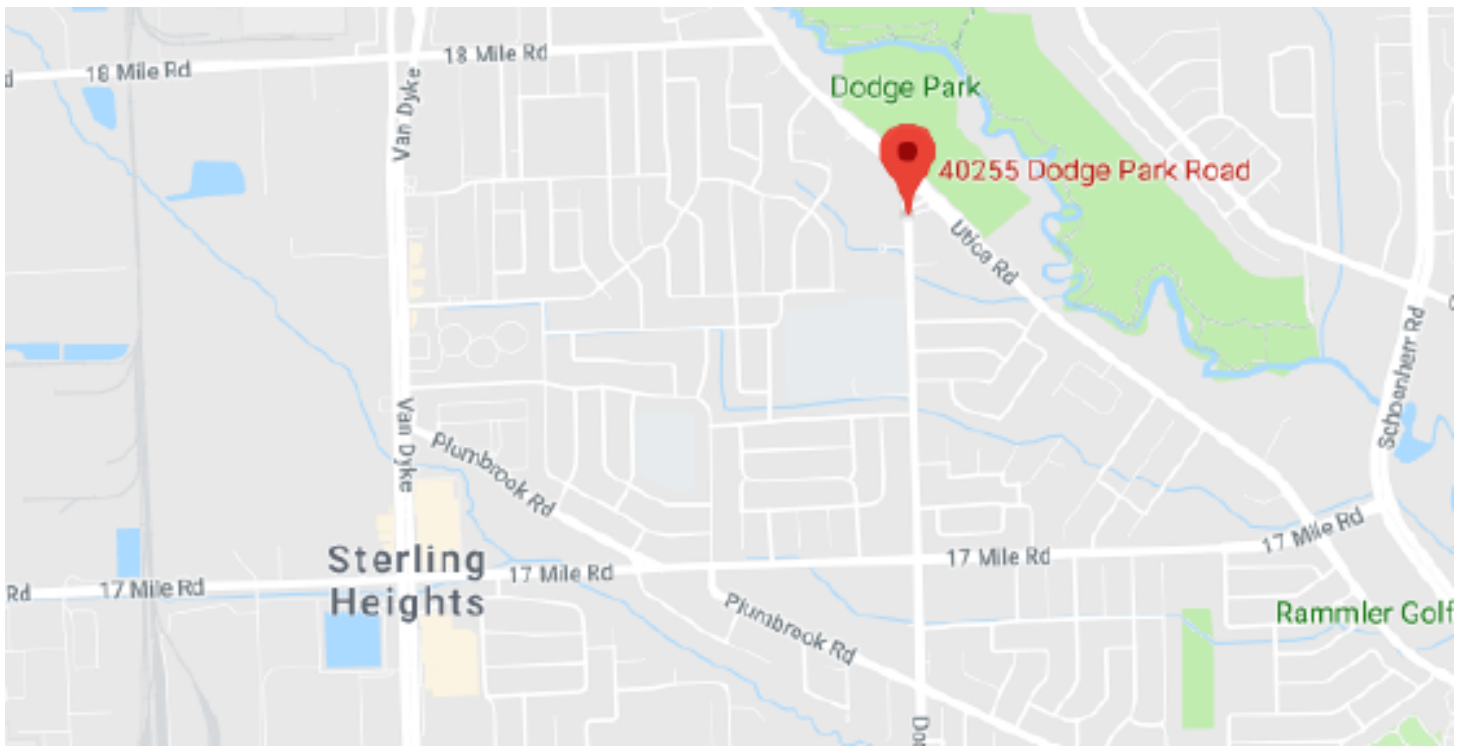 18 Mile Rd
18 Mile Rd
Van Dyke
Dodge Park
40255 Dodge Park Road
Utica Rd
Schoenherr Rd
Van Dyke
Plumbrook Rd
Sterling
Heights
17 Mile Rd
17 Mile Rd
17 Mile Rd
17 Mile Rd
Rd
Plumbrook Rd
Rammler Golf